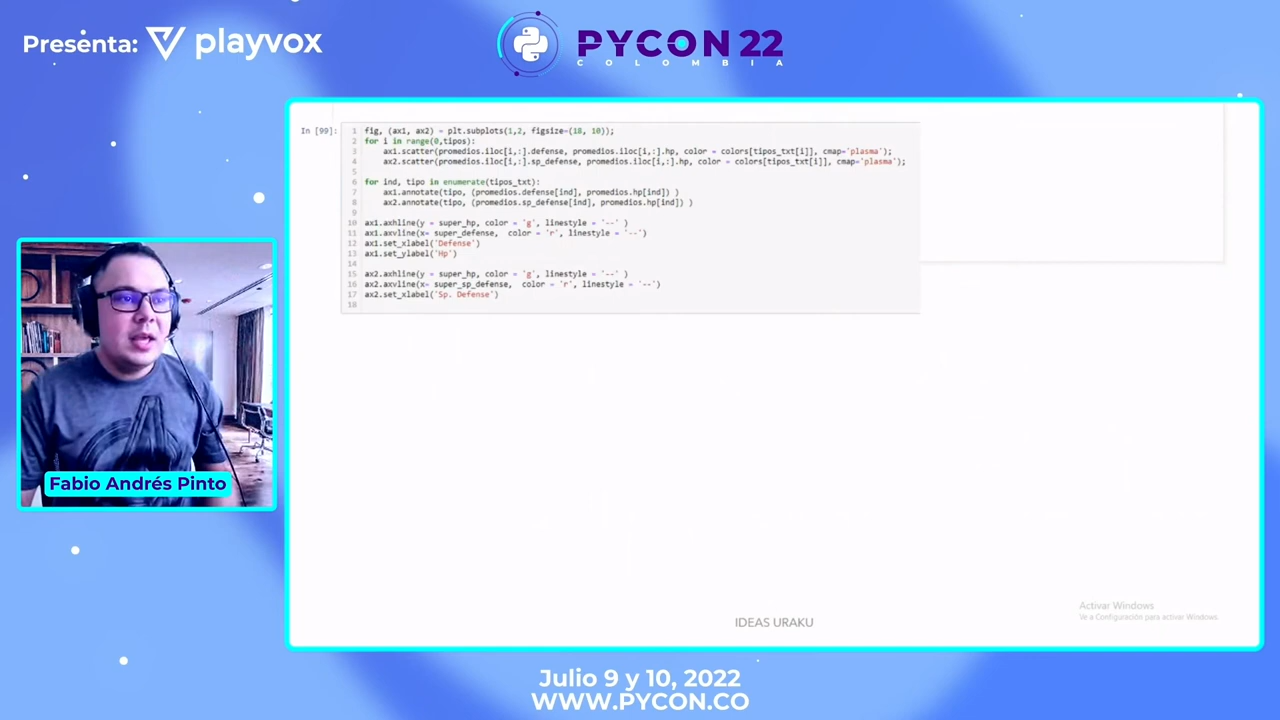 Presenta: playvox
PYCON 22
COLOMBIA
In [99]:
1 fig, (ax1, ax2) = plt.subplots(1,2, figsize=(18, 10));
2 for i in range(0,tipos):
3 ax1.scatter(promedios.iloc[i,:].defense, promedios.iloc[i,:].hp, color = colors[tipos_txt[i]], cmap='plasma');
4 ax2.scatter(promedios.iloc[i,:].sp_defense, promedios.iloc[i,:].hp, color = colors[tipos_txt[i]], cmap='plasma');
5
6 for ind, tipo in enumerate(tipos_txt):
7 ax1.annotate(tipo, (promedios.defense[ind], promedios.hp[ind]) )
8 ax2.annotate(tipo, (promedios.sp_defense[ind], promedios.hp[ind]) )
9
10 ax1.axhline(y = super_hp, color = 'g', linestyle = '--' )
11 ax1.axvline(x= super_defense, color = 'r', linestyle = '--')
12 ax1.set_xlabel('Defense')
13 ax1.set_ylabel('Hp')
14
15 ax2.axhline(y = super_hp, color = 'g', linestyle = '--' )
16 ax2.axvline(x= super_sp_defense, color = 'r', linestyle = '--')
17 ax2.set_xlabel('Sp. Defense')
18
Fabio Andrés Pinto
Activar Windows
Ve a Configuración para activar Windows.
IDEAS URAKU
Julio 9 y 10, 2022
WWW.PYCON.CO